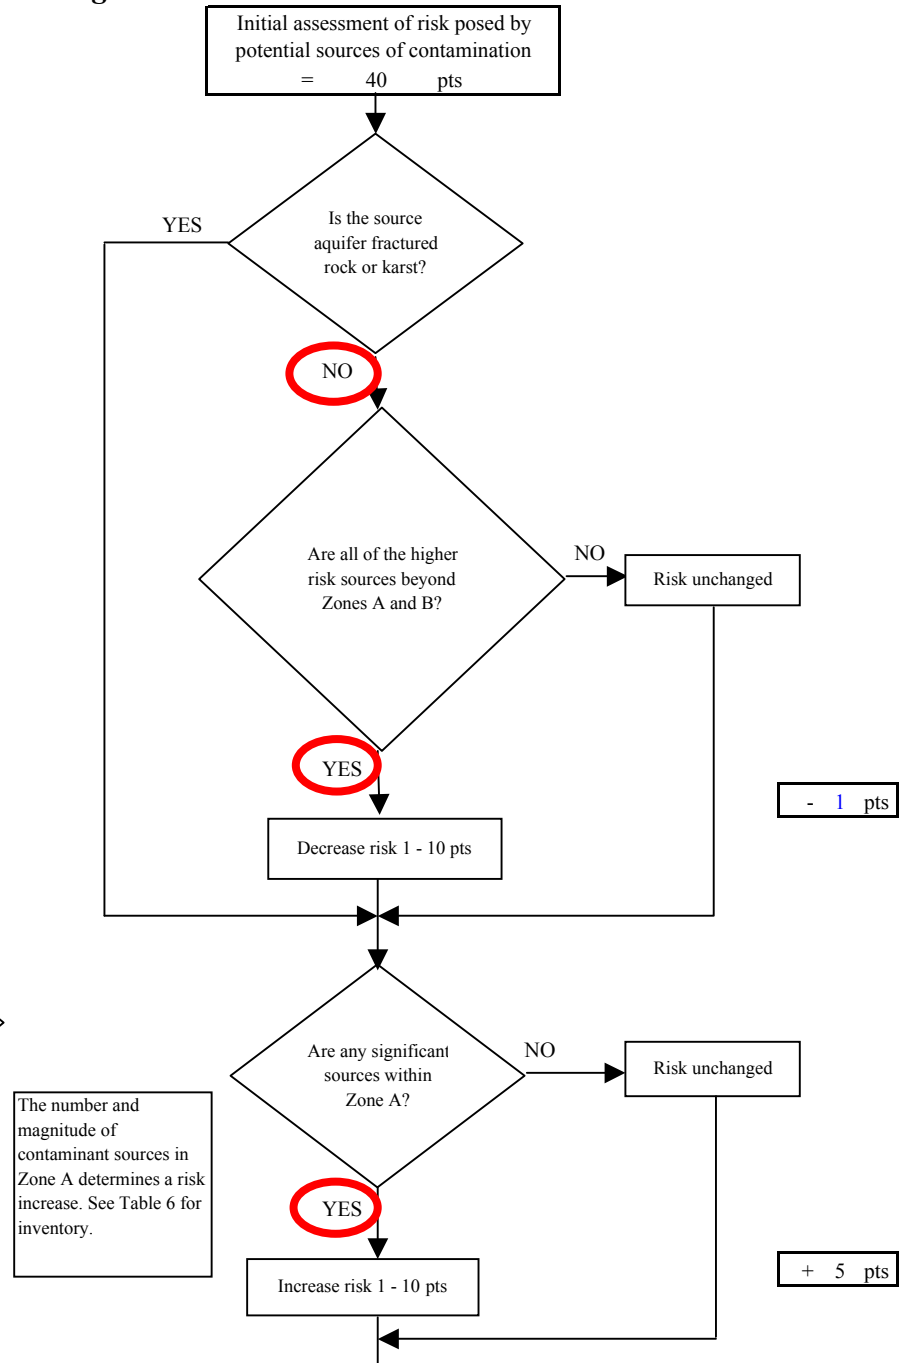 Initial assessment of risk posed by
potential sources of contamination
= 40 pts
YES
Is the source
aquifer fractured
rock or karst?
NO
Are all of the higher
risk sources beyond
Zones A and B?
NO
Risk unchanged
YES
- 1 pts
Decrease risk 1 - 10 pts
Are any significant
sources within
Zone A?
NO
Risk unchanged
The number and
magnitude of
contaminant sources in
Zone A determines a risk
increase. See Table 6 for
inventory.
YES
+ 5 pts
Increase risk 1 - 10 pts